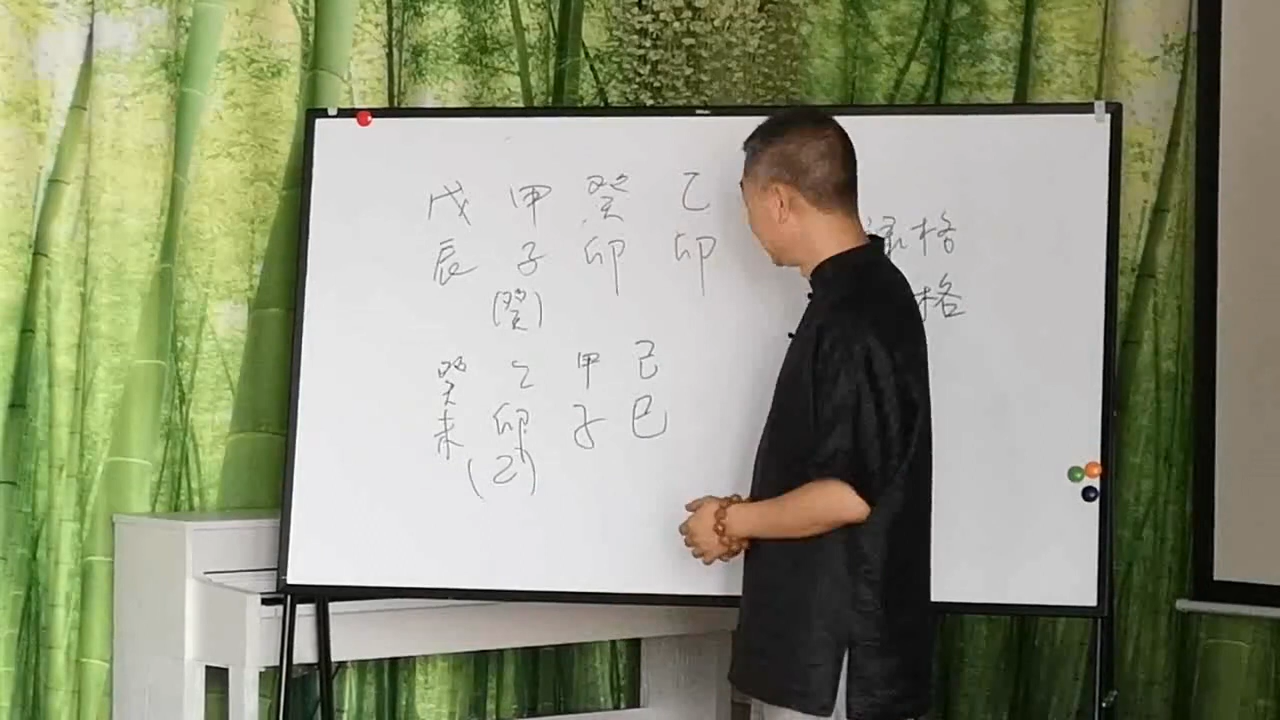 戊 甲 癸 乙
辰 子 卯 卯
(癸)
格
格
癸 乙 甲 己
未 卯 子 巳
(乙)